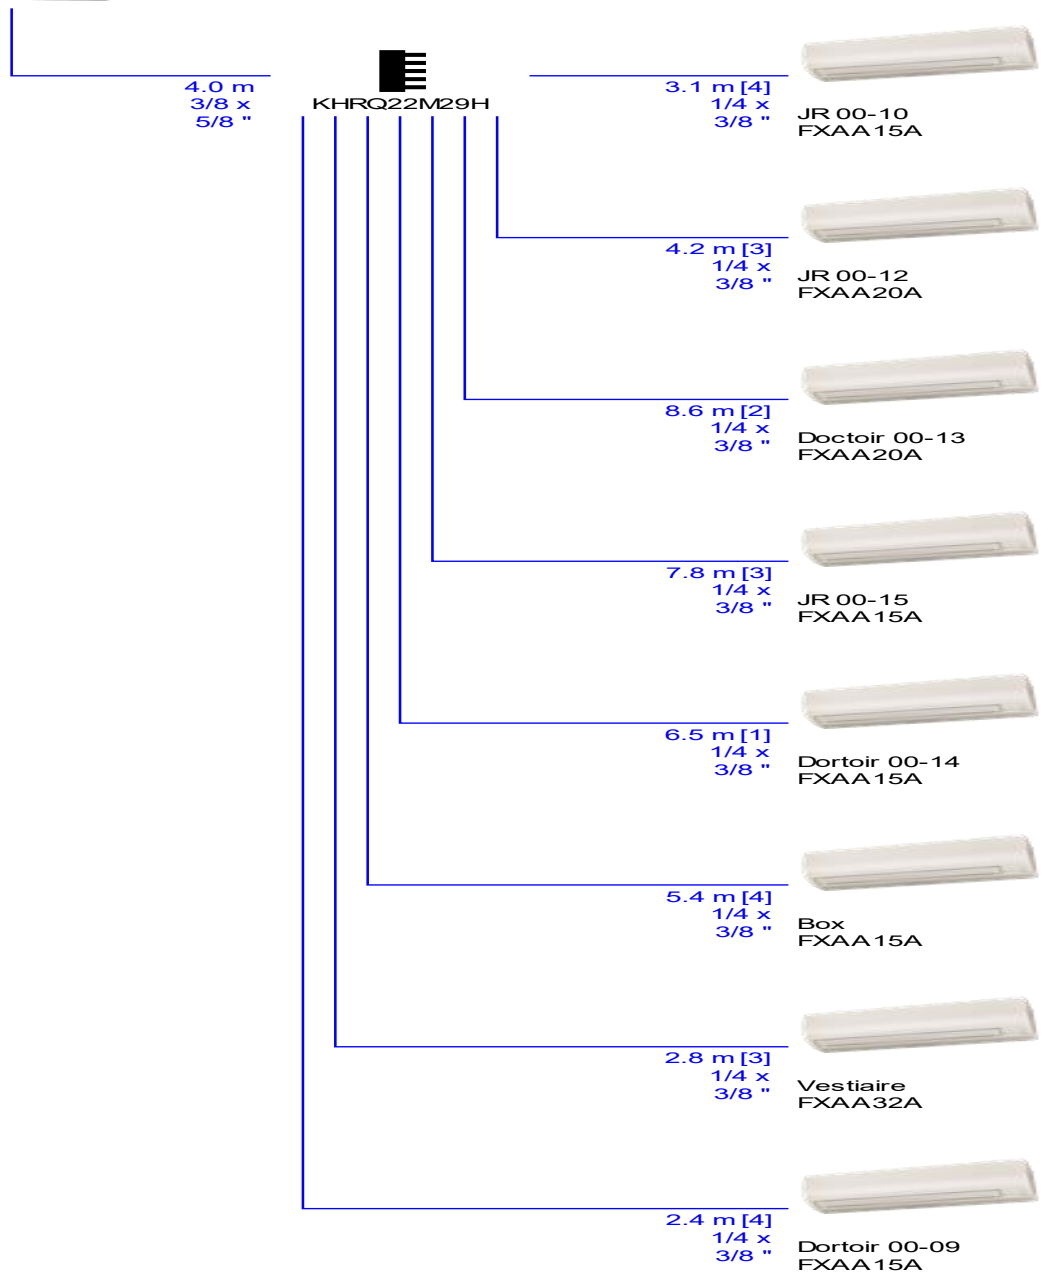 4.0 m
3/8 x
5/8 "
KHRQ22M29H
3.1 m [4]
1/4 x
3/8 "
JR 00-10
FXAA15A
4.2 m [3]
1/4 x
3/8 "
JR 00-12
FXAA20A
8.6 m [2]
1/4 x
3/8 "
Doctoir 00-13
FXAA20A
7.8 m [3]
1/4 x
3/8 "
JR 00-15
FXAA15A
6.5 m [1]
1/4 x
3/8 "
Dortoir 00-14
FXAA15A
5.4 m [4]
1/4 x
3/8 "
Box
FXAA15A
2.8 m [3]
1/4 x
3/8 "
Vestiaire
FXAA32A
2.4 m [4]
1/4 x
3/8 "
Dortoir 00-09
FXAA15A